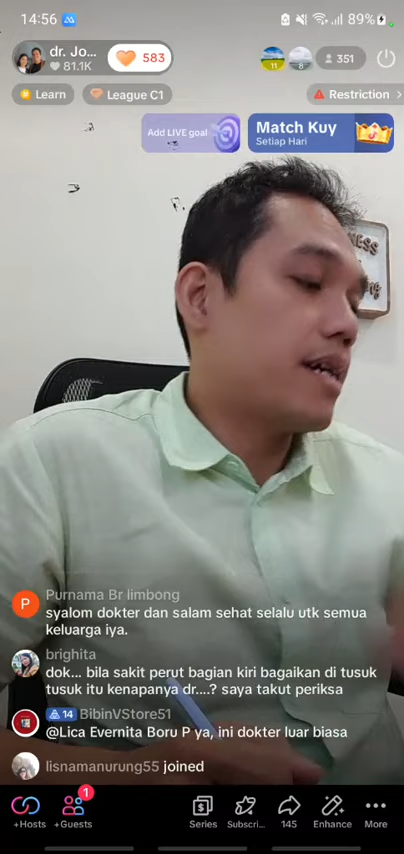 14:56
89%
dr. Jo...
81.1K
583
11
8
351
Learn
League C1
Restriction
Add LIVE goal
Match Kuy
Setiap Hari
Purnama Br limbong
P
syalom dokter dan salam sehat selalu utk semua
keluarga iya.
brighita
dok... bila sakit perut bagian kiri bagaikan di tusuk
tusuk itu kenapanya dr....? saya takut periksa
14 BibinVStore51
@Lica Evernita Boru P ya, ini dokter luar biasa
lisnamanurung55 joined
1
+Hosts
+Guests
Series
Subscri...
145
Enhance
More